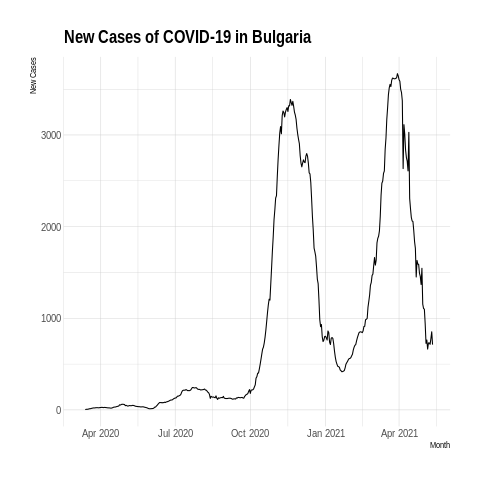 New Cases of COVID-19 in Bulgaria
New Cases
3000
2000
1000
0
Apr 2020 Jul 2020 Oct 2020 Jan 2021 Apr 2021
Month